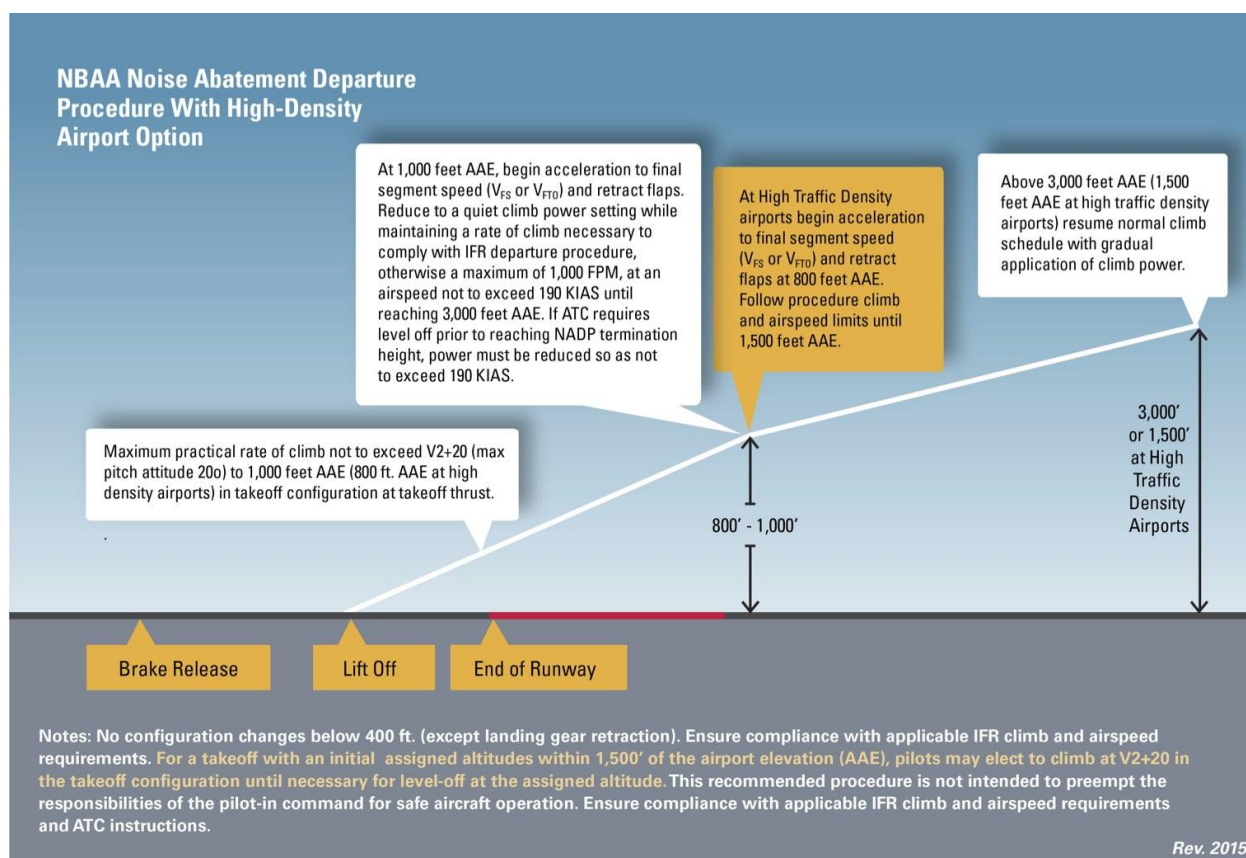 NBAA Noise Abatement Departure
Procedure With High-Density
Airport Option
At 1,000 feet AAE, begin acceleration to final
segment speed (VFS or VFTO) and retract flaps.
Reduce to a quiet climb power setting while
maintaining a rate of climb necessary to
comply with IFR departure procedure,
otherwise a maximum of 1,000 FPM, at an
airspeed not to exceed 190 KIAS until
reaching 3,000 feet AAE. If ATC requires
level off prior to reaching NADP termination
height, power must be reduced so as not
to exceed 190 KIAS.
At High Traffic Density
airports begin acceleration
to final segment speed
(VFS or VFTO) and retract
flaps at 800 feet AAE.
Follow procedure climb
and airspeed limits until
1,500 feet AAE.
Above 3,000 feet AAE (1,500
feet AAE at high traffic density
airports) resume normal climb
schedule with gradual
application of climb power.
Maximum practical rate of climb not to exceed V2+20 (max
pitch attitude 20o) to 1,000 feet AAE (800 ft. AAE at high
density airports) in takeoff configuration at takeoff thrust.
.
800’ - 1,000’
3,000’
or 1,500’
at High
Traffic
Density
Airports
Brake Release
Lift Off
End of Runway
Notes: No configuration changes below 400 ft. (except landing gear retraction). Ensure compliance with applicable IFR climb and airspeed
requirements. For a takeoff with an initial assigned altitudes within 1,500’ of the airport elevation (AAE), pilots may elect to climb at V2+20 in
the takeoff configuration until necessary for level-off at the assigned altitude. This recommended procedure is not intended to preempt the
responsibilities of the pilot-in command for safe aircraft operation. Ensure compliance with applicable IFR climb and airspeed requirements
and ATC instructions.
Rev. 2015